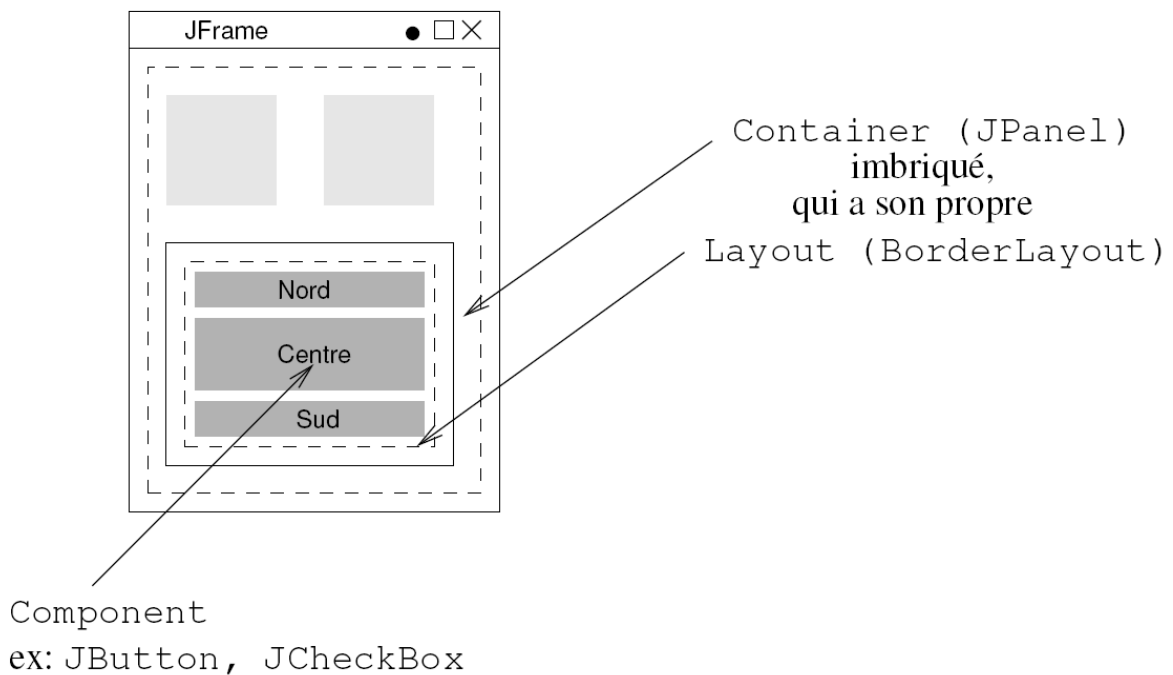 JFrame
Container (JPanel)
imbriqué,
qui a son propre
Layout (BorderLayout)
Nord
Centre
Sud
Component
ex: JButton, JCheckBox